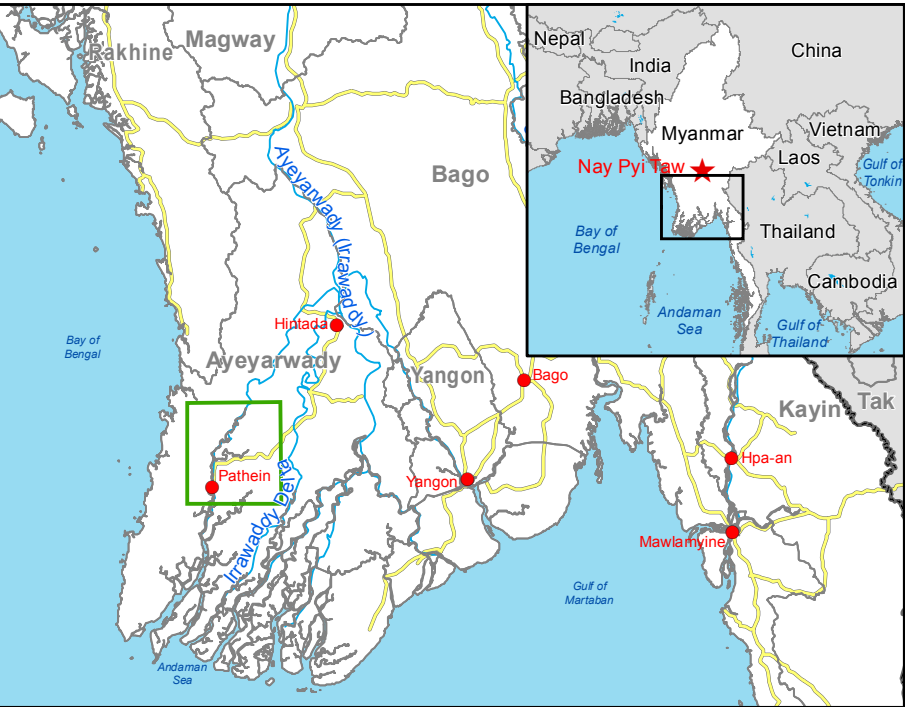 Rakhine
Magway
Bago
Ayeyarwady (Irrawaddy)
Hintada
Ayeyarwady
Yangon
Bago
Bay of
Bengal
Pathein
Irrawaddy Delta
Yangon
Andaman
Sea
Gulf of
Martaban
Kayin
Tak
Hpa-an
Mawlamyine
Nepal
India
China
Bangladesh
Myanmar
Vietnam
Laos
Nay Pyi Taw
Gulf of
Tonkin
Bay of
Bengal
Thailand
Cambodia
Andaman
Sea
Gulf of
Thailand